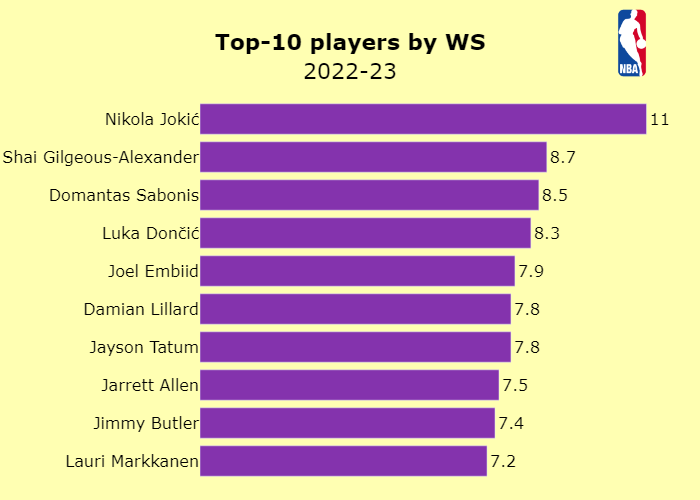 Top-10 players by WS
2022-23
NBA
Nikola Jokić 11
Shai Gilgeous-Alexander 8.7
Domantas Sabonis 8.5
Luka Dončić 8.3
Joel Embiid 7.9
Damian Lillard 7.8
Jayson Tatum 7.8
Jarrett Allen 7.5
Jimmy Butler 7.4
Lauri Markkanen 7.2